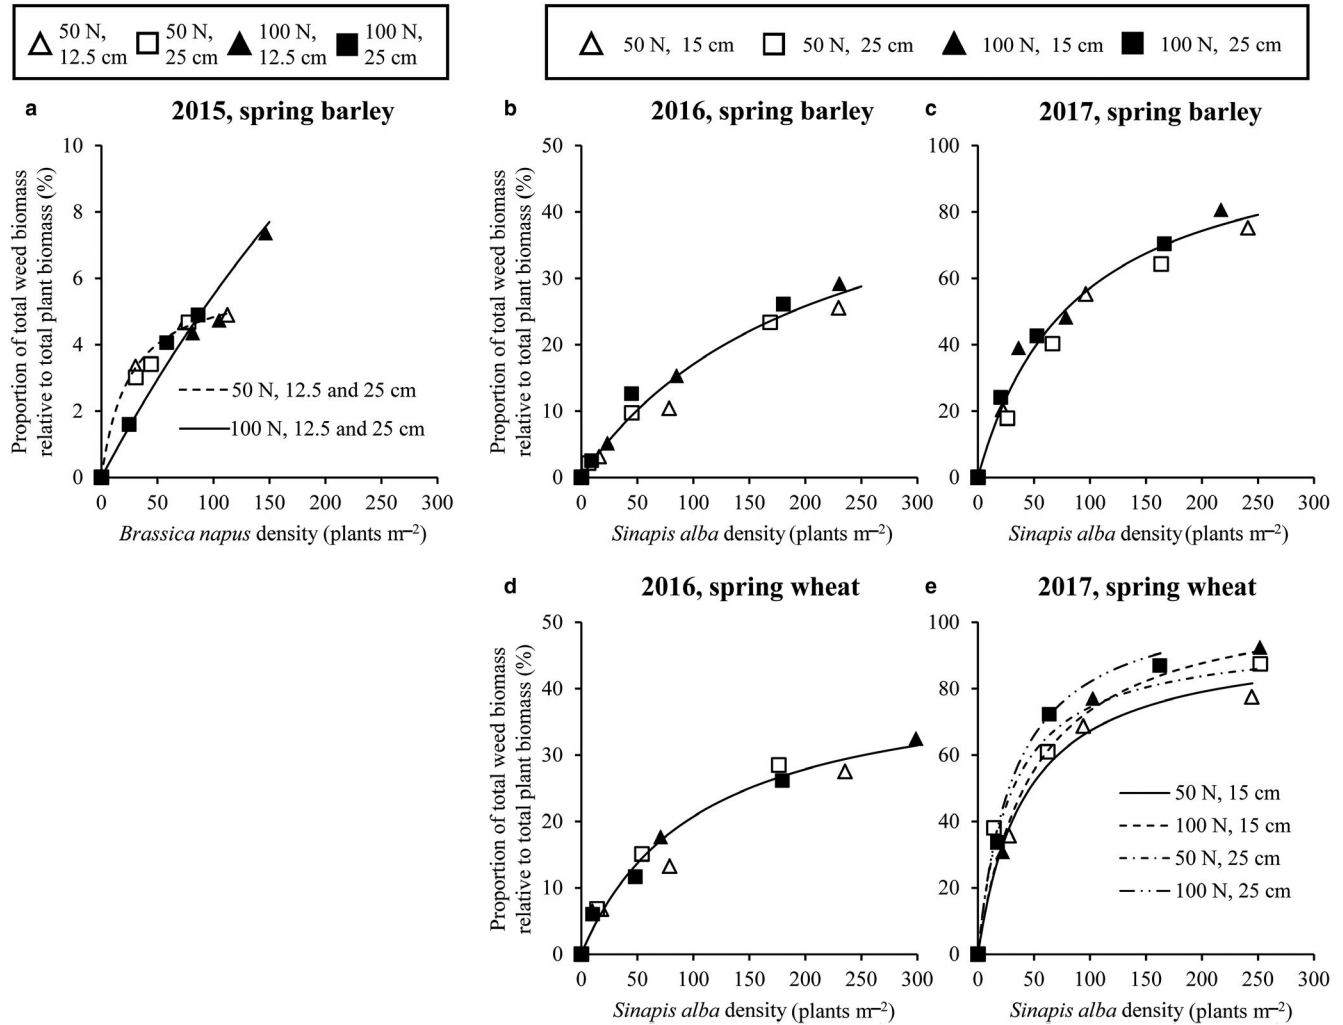 50 N,
12.5 cm
50 N,
25 cm
100 N,
12.5 cm
100 N,
25 cm
50 N, 15 cm
50 N, 25 cm
100 N, 15 cm
100 N, 25 cm
a
2015, spring barley
Proportion of total weed biomass
relative to total plant biomass (%)
10
8
6
4
2
0
50 N, 12.5 and 25 cm
100 N, 12.5 and 25 cm
0 50 100 150 200 250 300
Brassica napus density (plants m–2)
b
2016, spring barley
50
40
30
20
10
0
0 50 100 150 200 250 300
Sinapis alba density (plants m–2)
c
2017, spring barley
100
80
60
40
20
0
0 50 100 150 200 250 300
Sinapis alba density (plants m–2)
d
2016, spring wheat
Proportion of total weed biomass
relative to total plant biomass (%)
50
40
30
20
10
0
0 50 100 150 200 250 300
Sinapis alba density (plants m–2)
e
2017, spring wheat
100
80
60
40
20
0
50 N, 15 cm
100 N, 15 cm
50 N, 25 cm
100 N, 25 cm
0 50 100 150 200 250 300
Sinapis alba density (plants m–2)